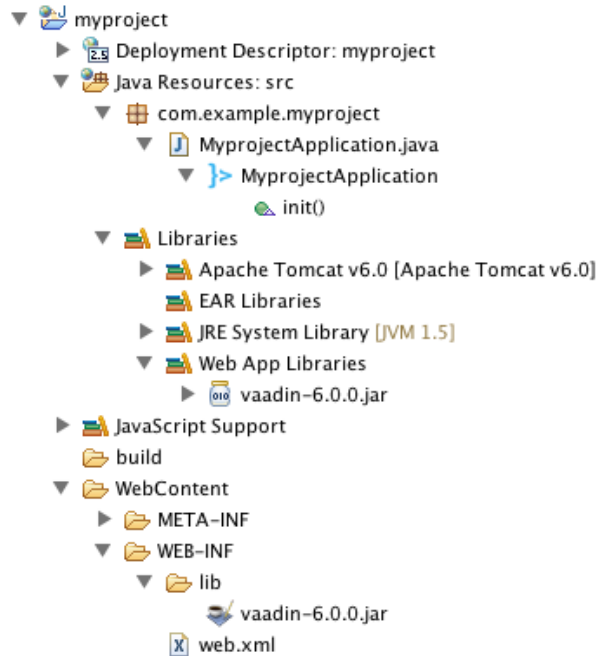 myproject
Deployment Descriptor: myproject
Java Resources: src
com.example.myproject
MyprojectApplication.java
MyprojectApplication
init()
Libraries
Apache Tomcat v6.0 [Apache Tomcat v6.0]
EAR Libraries
JRE System Library [JVM 1.5]
Web App Libraries
vaadin-6.0.0.jar
JavaScript Support
build
WebContent
META-INF
WEB-INF
lib
vaadin-6.0.0.jar
web.xml